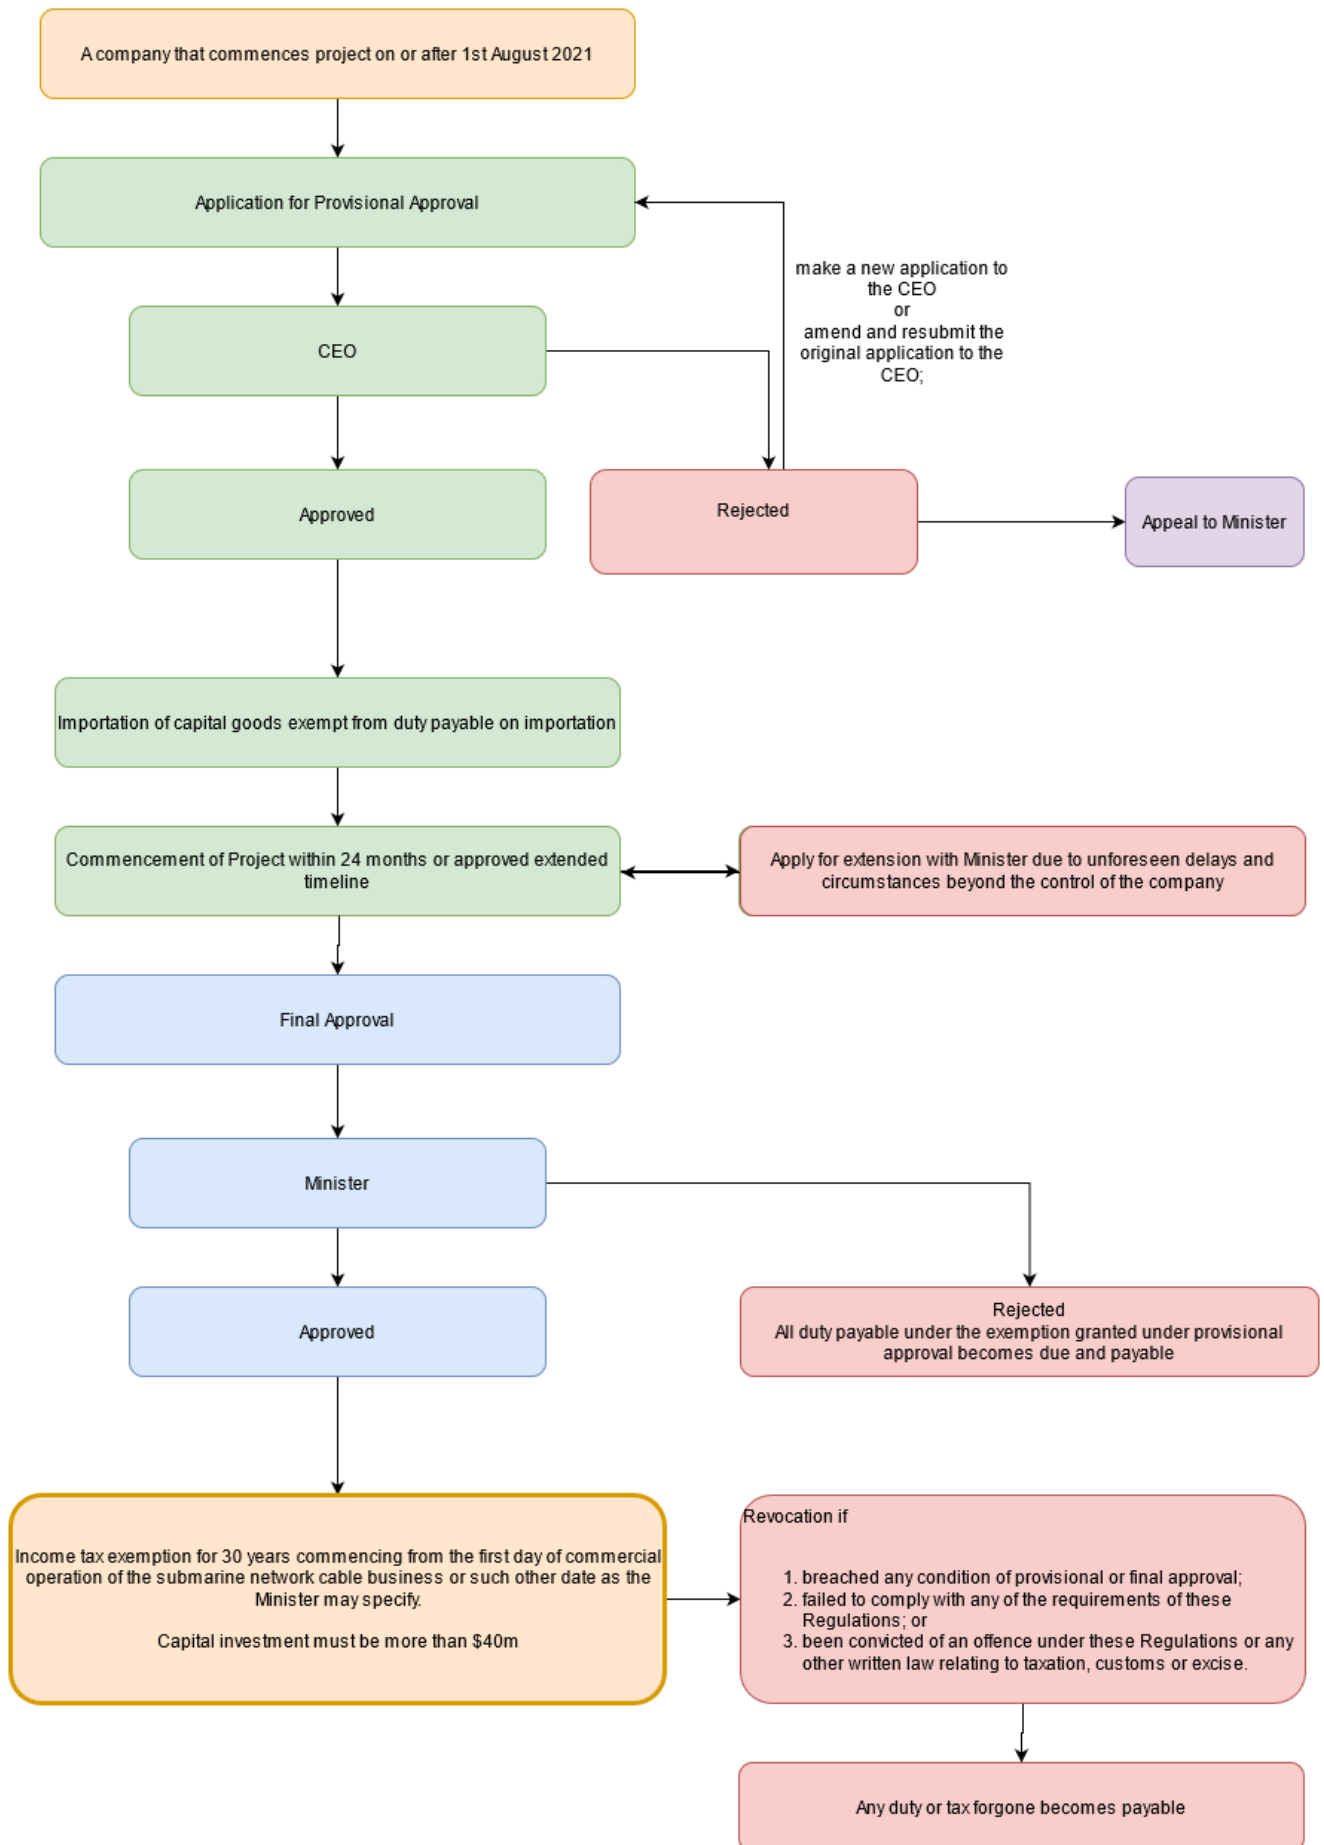 A company that commences project on or after 1st August 2021
Application for Provisional Approval
make a new application to
the CEO
or
amend and resubmit the
original application to the
CEO;
CEO
Approved
Rejected
Appeal to Minister
Importation of capital goods exempt from duty payable on importation
Commencement of Project within 24 months or approved extended
timeline
Apply for extension with Minister due to unforeseen delays and
circumstances beyond the control of the company
Final Approval
Minister
Approved
Rejected
All duty payable under the exemption granted under provisional
approval becomes due and payable
Income tax exemption for 30 years commencing from the first day of commercial
operation of the submarine network cable business or such other date as the
Minister may specify.
Capital investment must be more than $40m
Revocation if
1. breached any condition of provisional or final approval;
2. failed to comply with any of the requirements of these
Regulations; or
3. been convicted of an offence under these Regulations or any
other written law relating to taxation, customs or excise.
Any duty or tax forgone becomes payable